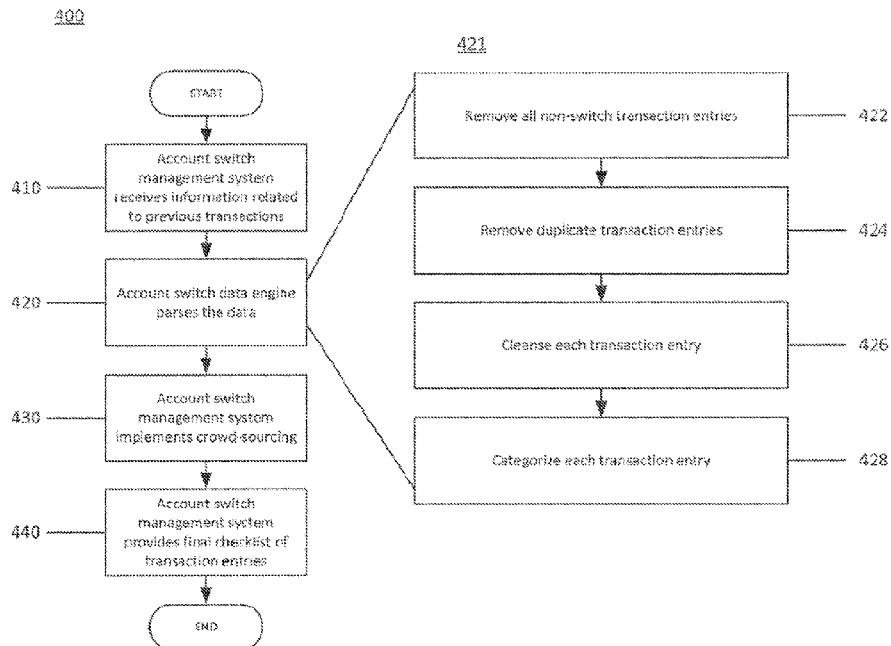 400
START
410
Account switch
management system
receives information related
to previous transactions
420
Account switch data engine
parses the data
430
Account switch
management system
implements crowd-sourcing
440
Account switch
management system
provides final checklist of
transaction entries
END
421
Remove all non-switch transaction entries
422
Remove duplicate transaction entries
424
Cleanse each transaction entry
426
Categorize each transaction entry
428